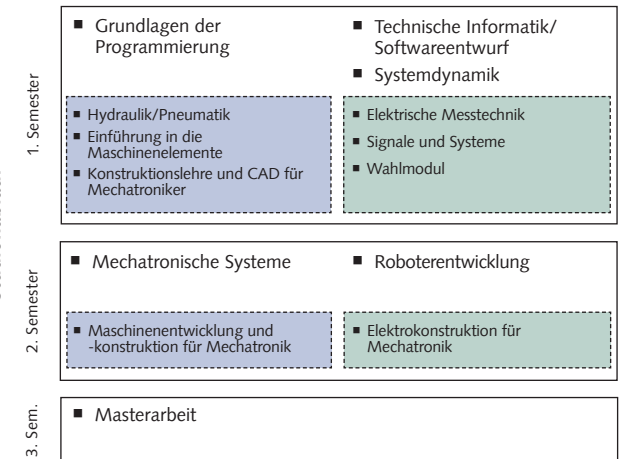 1. Semester
Grundlagen der
Programmierung
Technische Informatik/
Softwareentwurf
Systemdynamik
Hydraulik/Pneumatik
Einführung in die
Maschinenelemente
Konstruktionslehre und CAD für
Mechatroniker
Elektrische Messtechnik
Signale und Systeme
Wahlmodul
2. Semester
Mechatronische Systeme
Roboterentwicklung
Maschinenentwicklung und
-konstruktion für Mechatronik
Elektrokonstruktion für
Mechatronik
3. Sem.
Masterarbeit